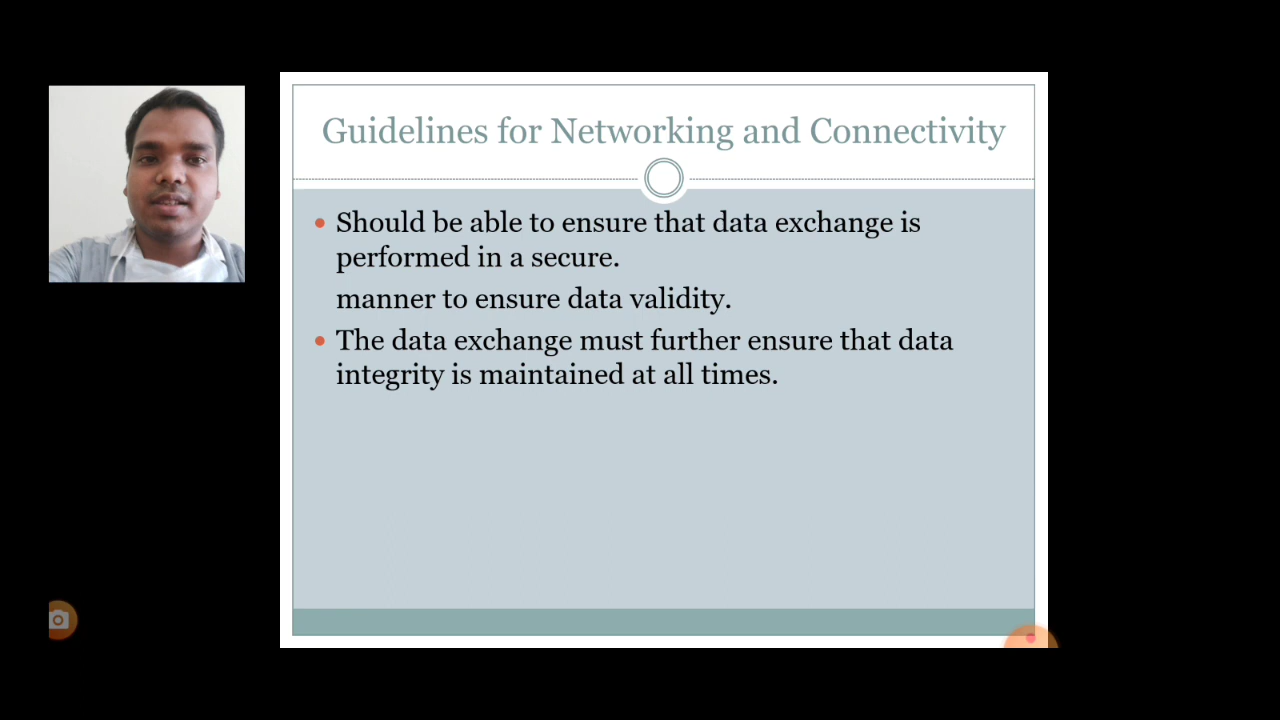 Guidelines for Networking and Connectivity
Should be able to ensure that data exchange is
performed in a secure.
manner to ensure data validity.
The data exchange must further ensure that data
integrity is maintained at all times.